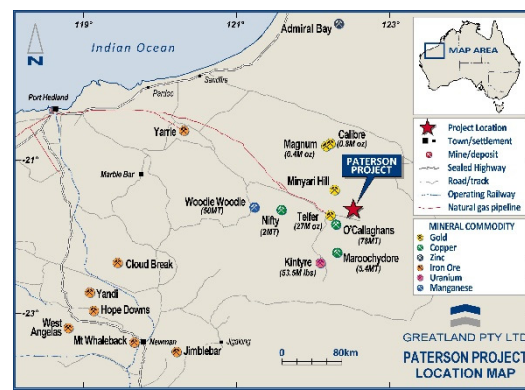 119°
121°
123°
Indian Ocean
N
Admiral Bay
MAP AREA
Pardoo
Sandfire
Port Hedland
Yarrie
Calibre
(0.8M oz)
Magnum
(0.4M oz)
-21°
Marble Bar
PATERSON
PROJECT
Minyari Hill
Woodie Woodie
(50MT)
Nifty
(2MT)
Telfer
(27M oz)
O'Callaghans
(78MT)
Maroochydore
(5.4MT)
Kintyre
(53.5M lbs)
Cloud Break
Yandi
Hope Downs
-23°
West
Angelas
Mt Whaleback
Newman
Jimblebar
Jigalong
0
80km
Project Location
Town/settlement
Mine/deposit
Sealed Highway
Road/track
Operating Railway
Natural gas pipeline
MINERAL COMMODITY
Gold
Copper
Zinc
Iron Ore
Uranium
Manganese
GREATLAND PTY LTD
PATERSON PROJECT
LOCATION MAP